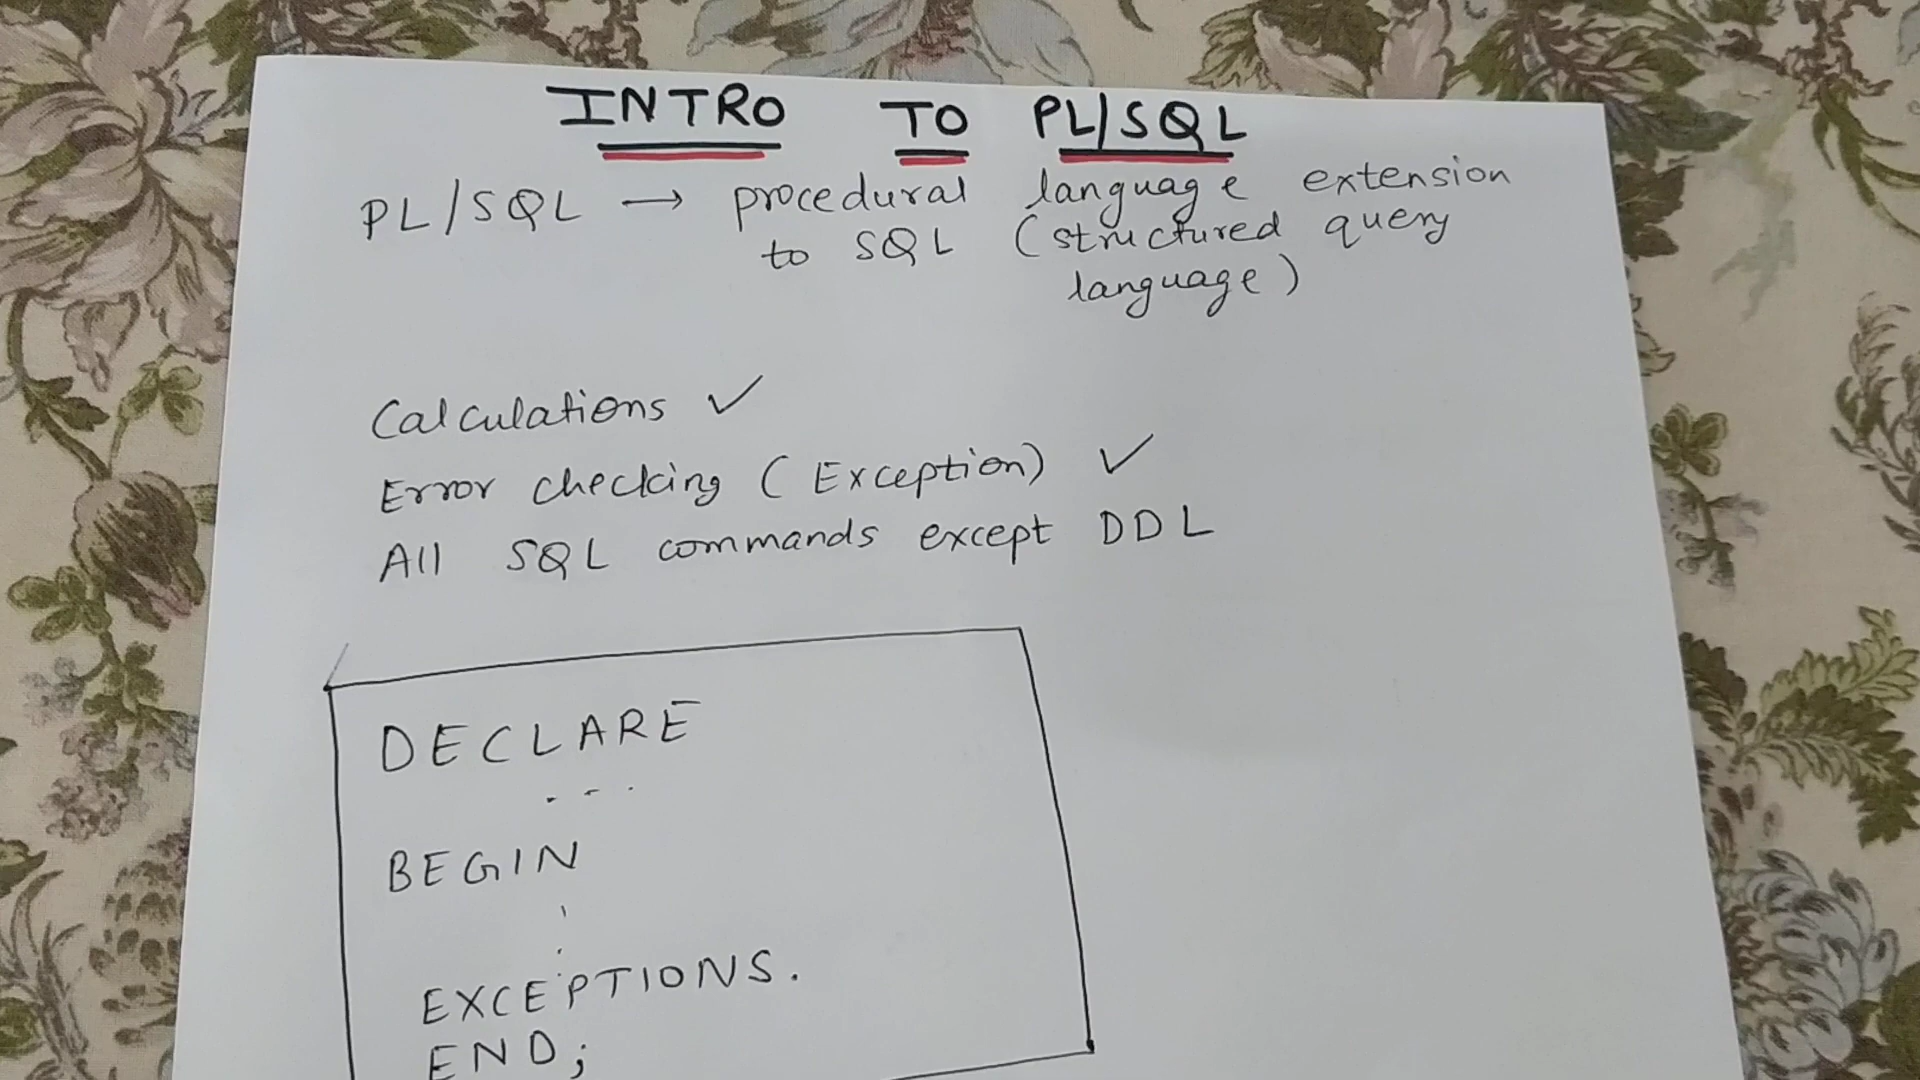 INTRO TO PL/SQL
PL/SQL → procedural language extension
to SQL (structured query
language)
Calculations ✓
Error checking (Exception) ✓
All SQL commands except DDL
DECLARE
...
BEGIN
EXCEPTIONS.
END;